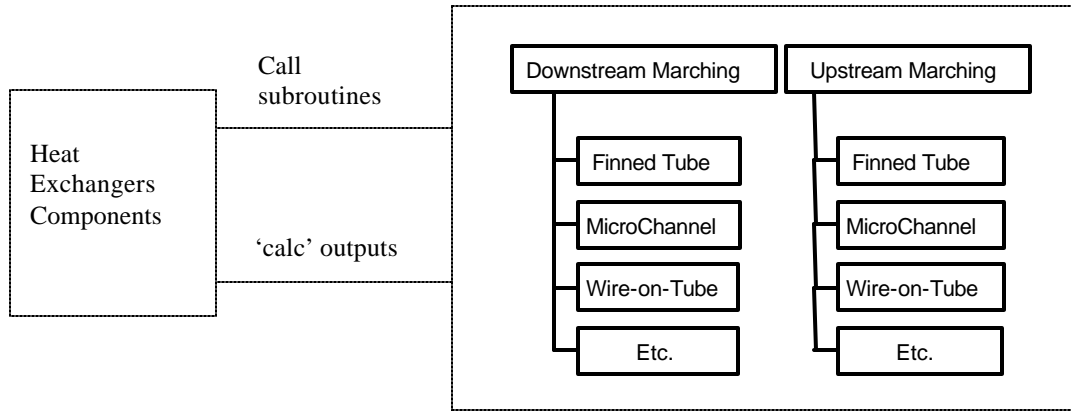 Call
subroutines
Heat
Exchangers
Components
‘calc’ outputs
Downstream Marching
Finned Tube
MicroChannel
Wire-on-Tube
Etc.
Upstream Marching
Finned Tube
MicroChannel
Wire-on-Tube
Etc.